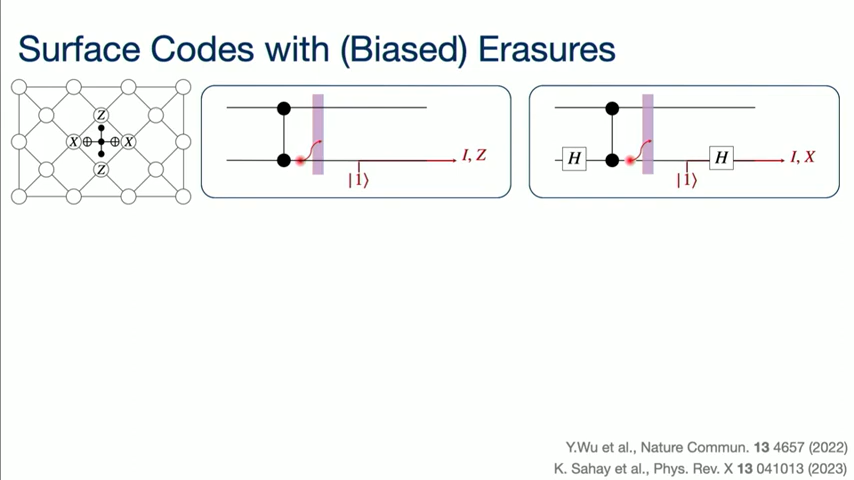 Surface Codes with (Biased) Erasures
Z
X ⊕ ⊕ X
Z
I, Z
|1⟩
H
H
I, X
|1⟩
Y.Wu et al., Nature Commun. 13 4657 (2022)
K. Sahay et al., Phys. Rev. X 13 041013 (2023)